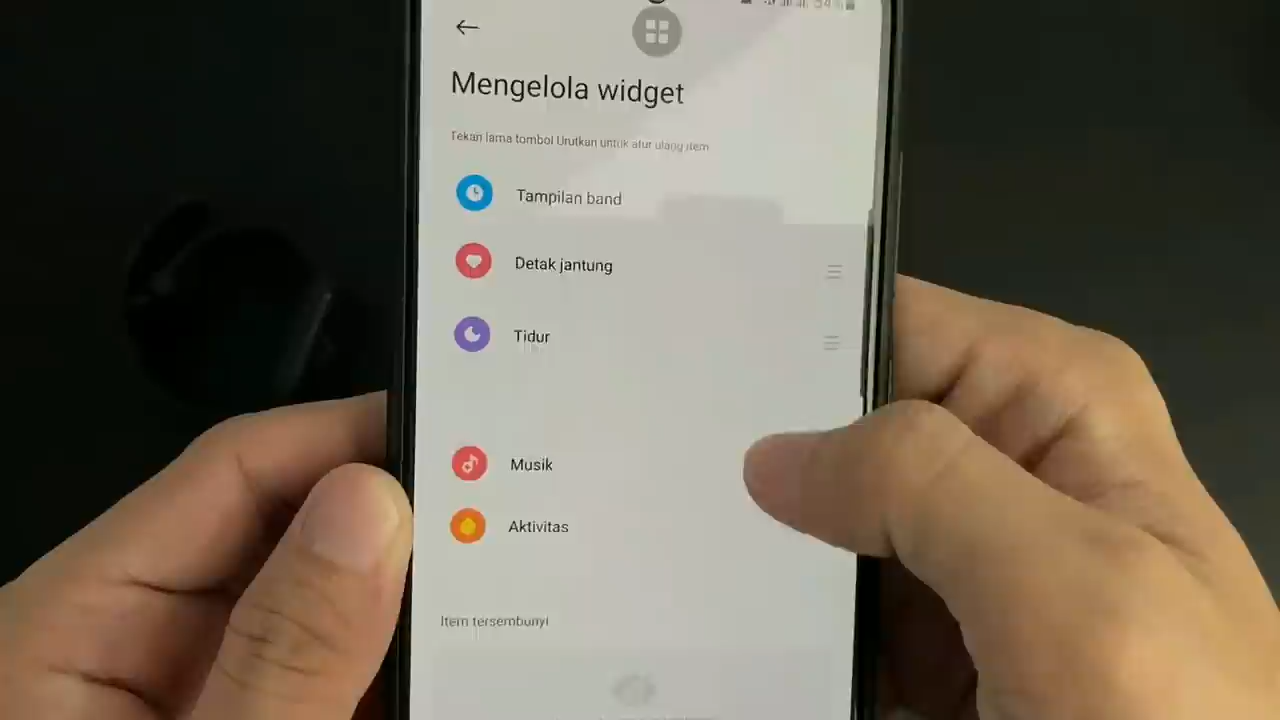 Mengelola widget
Tekan lama tombol Urutkan untuk atur ulang item
Tampilan band
Detak jantung
Tidur
Musik
Aktivitas
Item tersembunyi